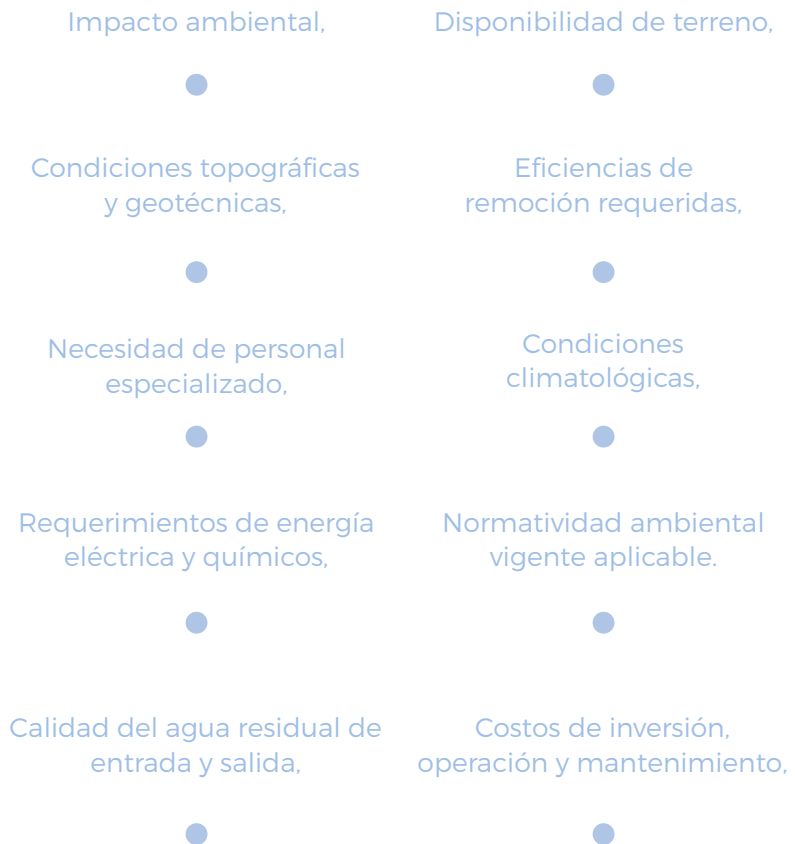 Impacto ambiental,
Disponibilidad de terreno,
Condiciones topográficas
y geotécnicas,
Eficiencias de
remoción requeridas,
Necesidad de personal
especializado,
Condiciones
climatológicas,
Requerimientos de energía
eléctrica y químicos,
Normatividad ambiental
vigente aplicable.
Calidad del agua residual de
entrada y salida,
Costos de inversión,
operación y mantenimiento,